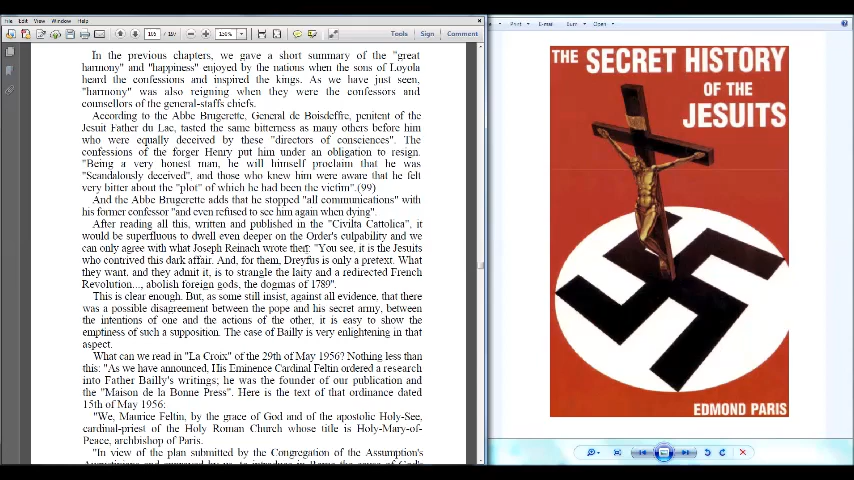 File Edit View Window Help
Print E-mail Burn Open
105 / 197
136%
Tools Sign Comment
In the previous chapters, we gave a short summary of the "great
harmony" and "happiness" enjoyed by the nations when the sons of Loyola
heard the confessions and inspired the kings. As we have just seen,
"harmony" was also reigning when they were the confessors and
counsellors of the general-staffs chiefs.
According to the Abbe Brugerette, General de Boisdeffre, penitent of the
Jesuit Father du Lac, tasted the same bitterness as many others before him
who were equally deceived by these "directors of consciences". The
confessions of the forger Henry put him under an obligation to resign.
"Being a very honest man, he will himself proclaim that he was
"Scandalously deceived", and those who knew him were aware that he felt
very bitter about the "plot" of which he had been the victim".(99)
And the Abbe Brugerette adds that he stopped "all communications" with
his former confessor "and even refused to see him again when dying".
After reading all this, written and published in the "Civilta Cattolica", it
would be superfluous to dwell even deeper on the Order's culpability and we
can only agree with what Joseph Reinach wrote then: "You see, it is the Jesuits
who contrived this dark affair. And, for them, Dreyfus is only a pretext. What
they want, and they admit it, is to strangle the laity and a redirected French
Revolution..., abolish foreign gods, the dogmas of 1789".
This is clear enough. But, as some still insist, against all evidence, that there
was a possible disagreement between the pope and his secret army, between
the intentions of one and the actions of the other, it is easy to show the
emptiness of such a supposition. The case of Bailly is very enlightening in that
aspect.
What can we read in "La Croix" of the 29th of May 1956? Nothing less than
this: "As we have announced, His Eminence Cardinal Feltin ordered a research
into Father Bailly's writings; he was the founder of our publication and
the "Maison de la Bonne Press". Here is the text of that ordinance dated
15th of May 1956:
"We, Maurice Feltin, by the grace of God and of the apostolic Holy-See,
cardinal-priest of the Holy Roman Church whose title is Holy-Mary-of-
Peace, archbishop of Paris.
"In view of the plan submitted by the Congregation of the Assumption's
THE SECRET HISTORY
OF THE
JESUITS
EDMOND PARIS